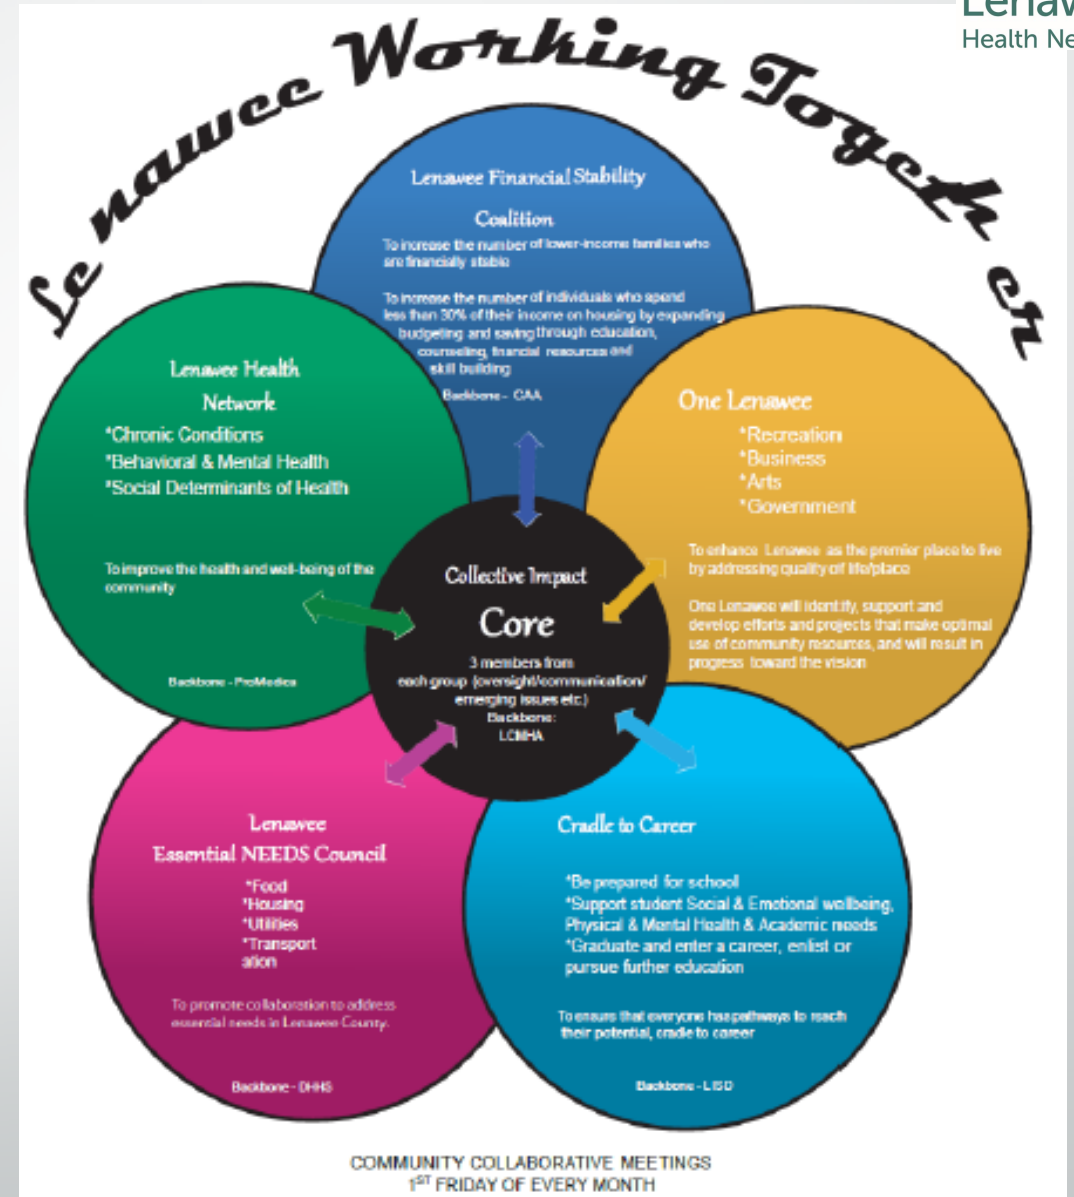 Lenaw
Health Ne
Lenawee Working Together
Lenawee Financial Stability
Coalition
To increase the number of lower-income families who
are financially stable
To increase the number of individuals who spend
less than 30% of their income on housing by expanding
budgeting and saving through education,
counseling, financial resources and
skill building
Backbone - CAA
Lenawee Health
Network
*Chronic Conditions
*Behavioral & Mental Health
*Social Determinants of Health
To improve the health and well-being of the
community
Backbone - ProMedica
One Lenawee
*Recreation
*Business
*Arts
*Government
To enhance Lenawee as the premier place to live
by addressing quality of life/place
One Lenawee will identify, support and
develop efforts and projects that make optimal
use of community resources, and will result in
progress toward the vision
Collective Impact
Core
3 members from
each group (oversight/communication/
emerging issues etc.)
Backbone:
LCMHA
Lenawee
Essential NEEDS Council
*Food
*Housing
*Utilities
*Transport
ation
To promote collaboration to address
essential needs in Lenawee County.
Backbone - DHHS
Cradle to Career
*Be prepared for school
*Support student Social & Emotional wellbeing,
Physical & Mental Health & Academic needs
*Graduate and enter a career, enlist or
pursue further education
To ensure that everyone has pathways to reach
their potential, cradle to career
Backbone - LISD
COMMUNITY COLLABORATIVE MEETINGS
1ST FRIDAY OF EVERY MONTH